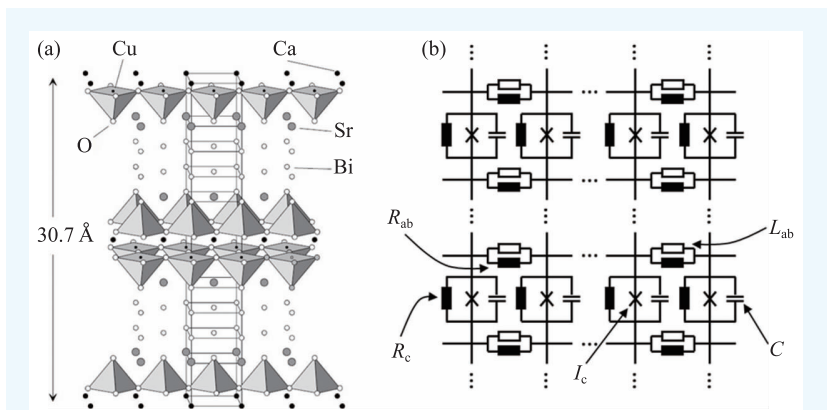 (a)
Cu
Ca
(b)
O
Sr
Bi
30.7 Å
R_ab
L_ab
R_c
I_c
C